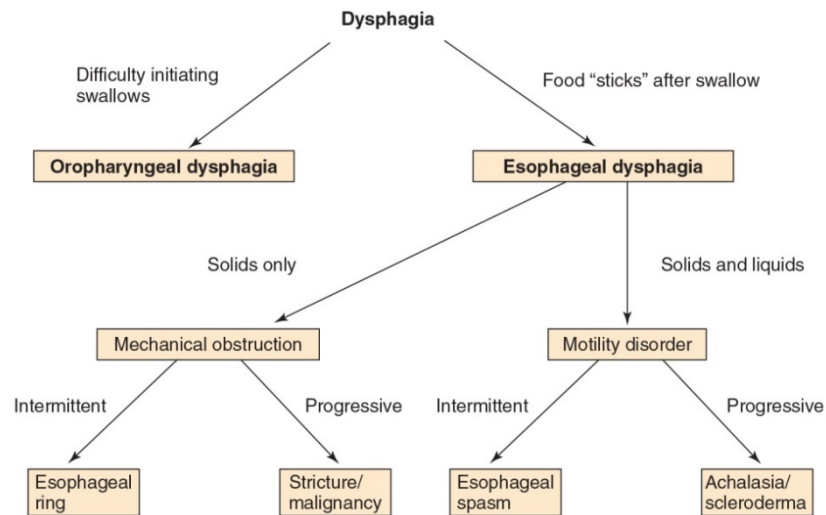 Dysphagia
Difficulty initiating
swallows
Food “sticks” after swallow
Oropharyngeal dysphagia
Esophageal dysphagia
Solids only
Solids and liquids
Mechanical obstruction
Motility disorder
Intermittent
Progressive
Intermittent
Progressive
Esophageal
ring
Stricture/
malignancy
Esophageal
spasm
Achalasia/
scleroderma